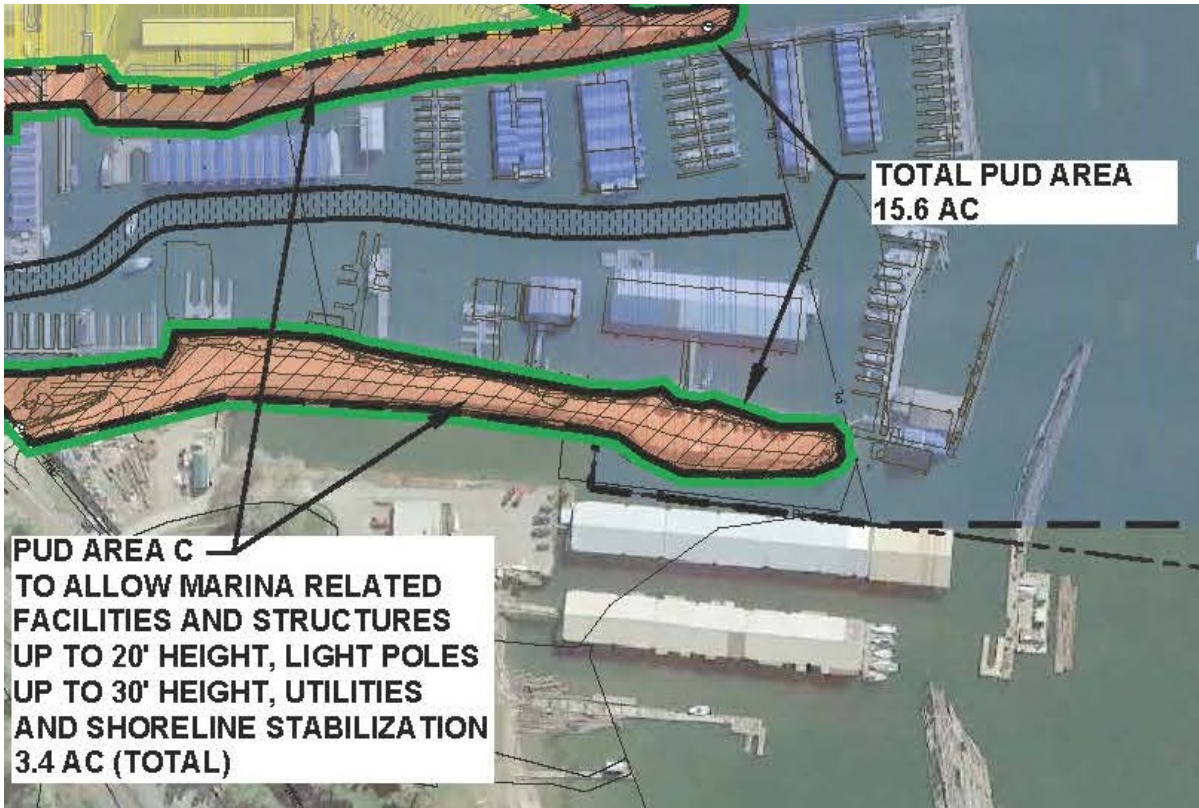 TOTAL PUD AREA
15.6 AC
PUD AREA C
TO ALLOW MARINA RELATED
FACILITIES AND STRUCTURES
UP TO 20' HEIGHT, LIGHT POLES
UP TO 30' HEIGHT, UTILITIES
AND SHORELINE STABILIZATION
3.4 AC (TOTAL)